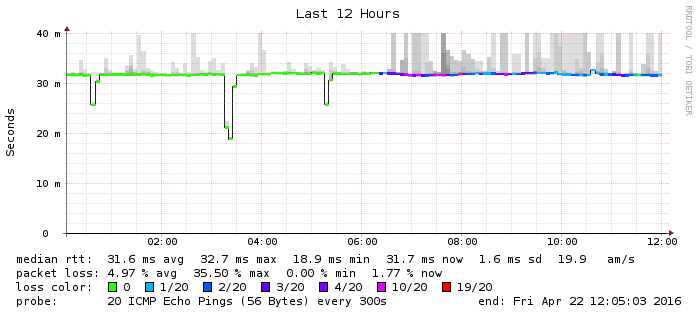 Last 12 Hours
RRDTOOL / TOBI OETIKER
Seconds
40 m
30 m
20 m
10 m
0
02:00 04:00 06:00 08:00 10:00 12:00
median rtt: 31.6 ms avg 32.7 ms max 18.9 ms min 31.7 ms now 1.6 ms sd 19.9 am/s
packet loss: 4.97 % avg 35.50 % max 0.00 % min 1.77 % now
loss color: 0 1/20 2/20 3/20 4/20 10/20 19/20
probe: 20 ICMP Echo Pings (56 Bytes) every 300s end: Fri Apr 22 12:05:03 2016